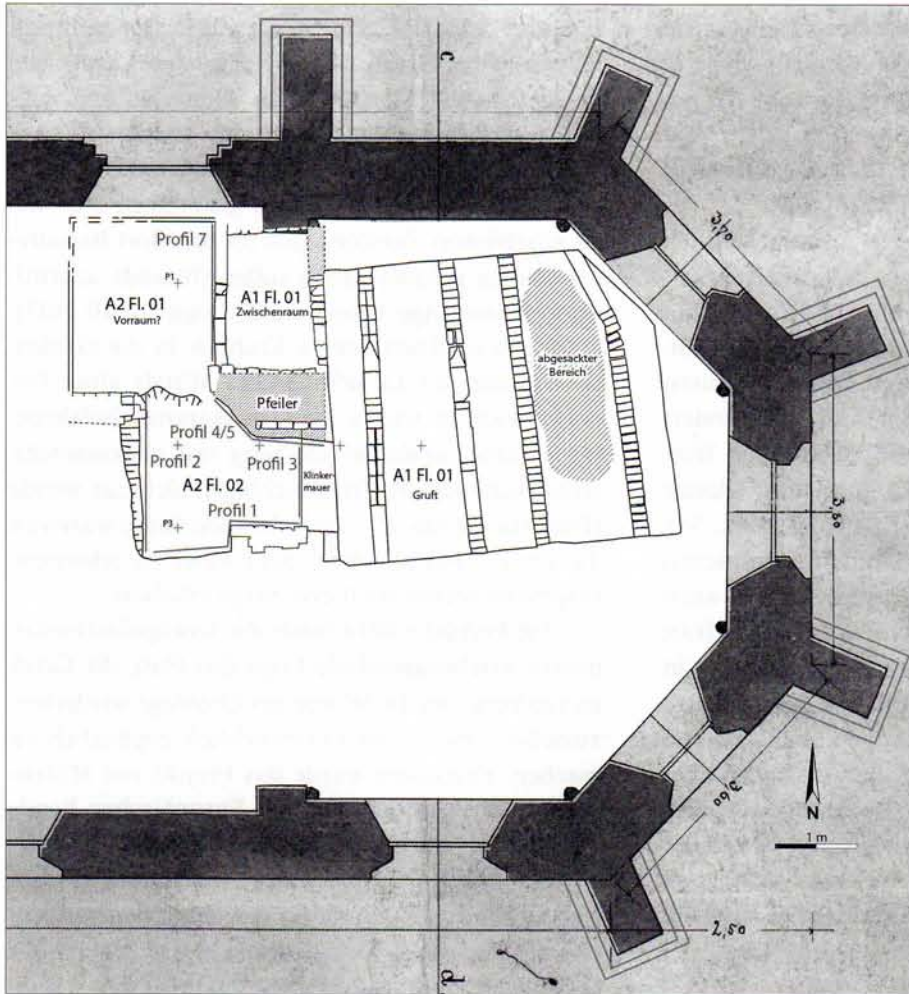 c
3,70
Profil 7
P1
A2 Fl. 01
Vorraum?
A1 Fl. 01
Zwischenraum
abgesackter
Bereich
Pfeiler
Profil 4/5
Profil 2
Profil 3
A2 Fl. 02
Klinker-
mauer
A1 Fl. 01
Gruft
Profil 1
P3
3,60
3,60
N
1 m
2,50
d